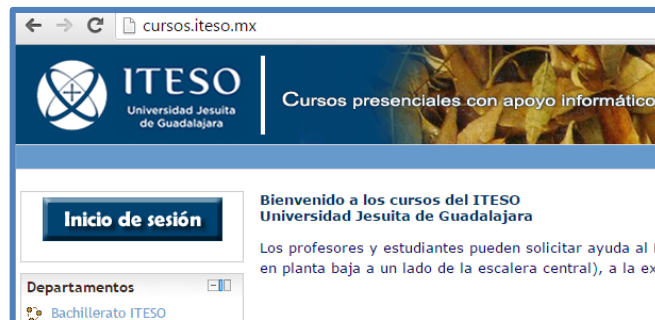 cursos.iteso.mx
ITESO
Universidad Jesuita
de Guadalajara
Cursos presenciales con apoyo informático
Inicio de sesión
Bienvenido a los cursos del ITESO
Universidad Jesuita de Guadalajara
Los profesores y estudiantes pueden solicitar ayuda al
en planta baja a un lado de la escalera central), a la
Departamentos
Bachillerato ITESO